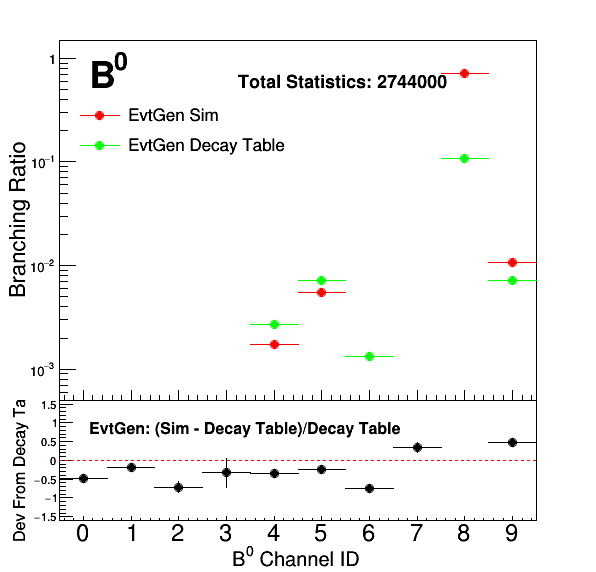 B0
Total Statistics: 2744000
EvtGen Sim
EvtGen Decay Table
Branching Ratio
1
10−1
10−2
10−3
EvtGen: (Sim - Decay Table)/Decay Table
Dev From Decay Ta
1.5
1
0.5
0
−0.5
−1
−1.5
0 1 2 3 4 5 6 7 8 9
B0 Channel ID